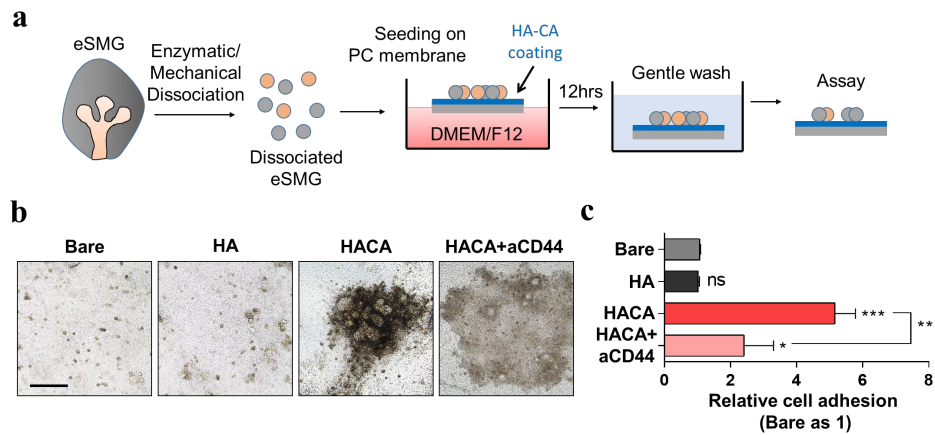 a
eSMG
Enzymatic/
Mechanical
Dissociation
Dissociated
eSMG
Seeding on
PC membrane
HA-CA
coating
DMEM/F12
12hrs
Gentle wash
Assay
b
Bare
HA
HACA
HACA+aCD44
c
Bare
HA
ns
HACA
***
**
HACA+
aCD44
*
0
2
4
6
8
Relative cell adhesion
(Bare as 1)